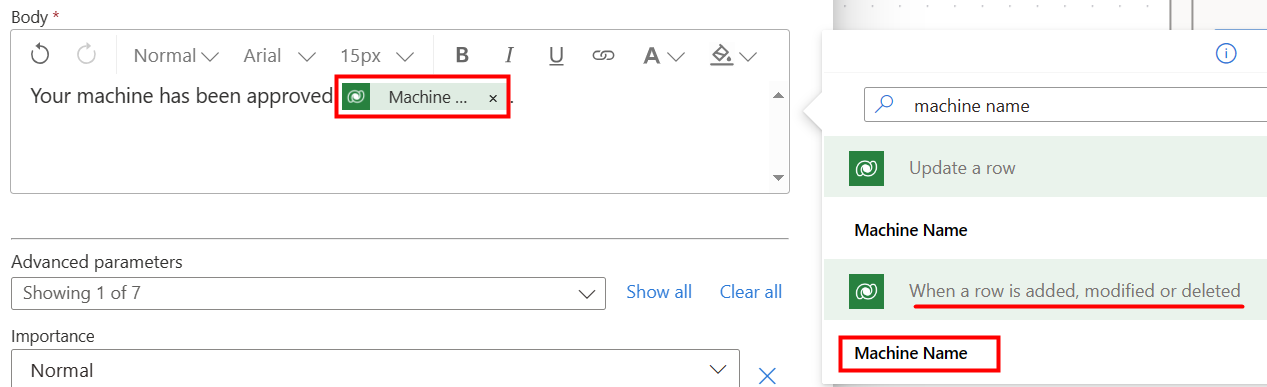 Body *
Normal Arial 15px B I U A
Your machine has been approved Machine ... × .
Advanced parameters
Showing 1 of 7 Show all Clear all
Importance
Normal
machine name
Update a row
Machine Name
When a row is added, modified or deleted
Machine Name